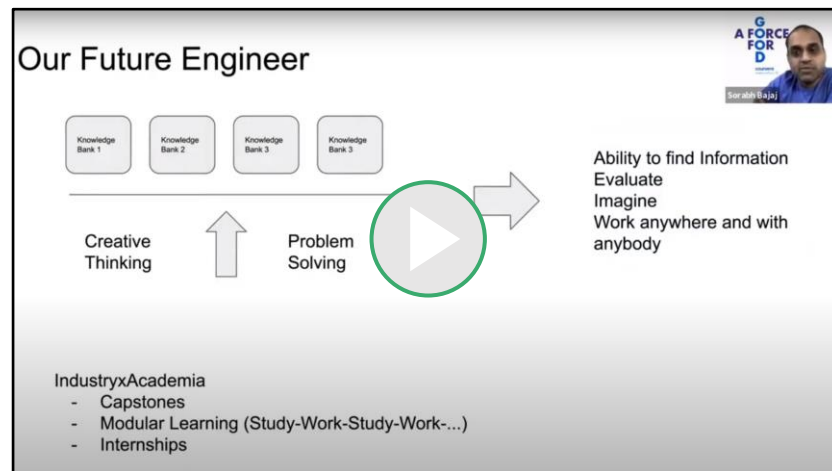 Our Future Engineer
G
A FORCE
FOR
D
Sorabh Bajaj
Knowledge
Bank 1
Knowledge
Bank 2
Knowledge
Bank 3
Knowledge
Bank 3
Creative
Thinking
Problem
Solving
Ability to find Information
Evaluate
Imagine
Work anywhere and with
anybody
IndustryxAcademia
- Capstones
- Modular Learning (Study-Work-Study-Work-...)
- Internships